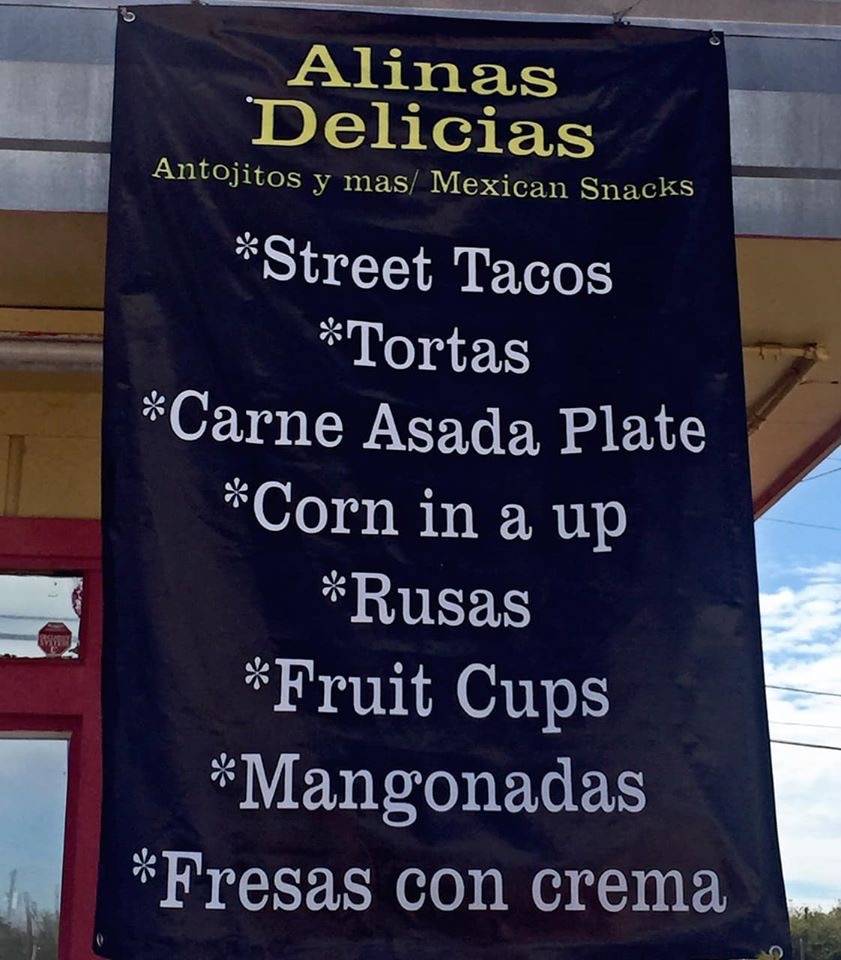 Alinas
Delicias
Antojitos y mas/ Mexican Snacks
*Street Tacos
*Tortas
*Carne Asada Plate
*Corn in a up
*Rusas
*Fruit Cups
*Mangonadas
*Fresas con crema